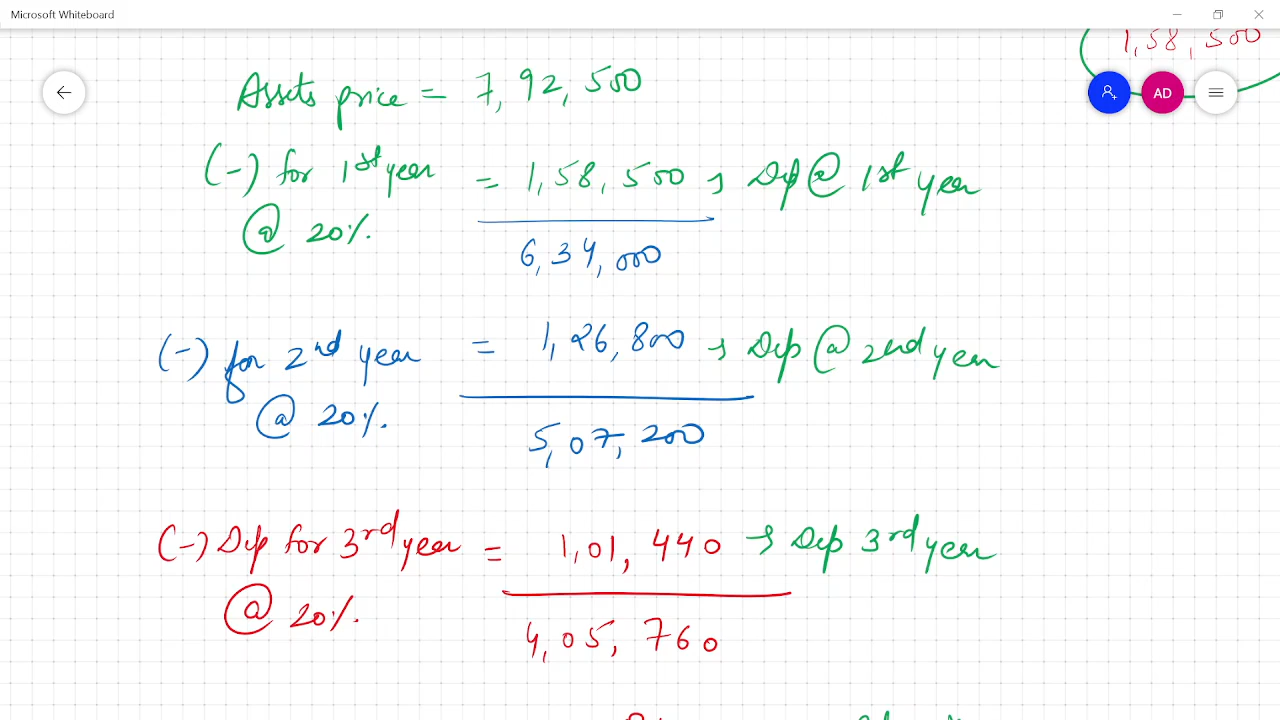 Microsoft Whiteboard
1,58,500
AD
Assets price = 7,92,500
(-) for 1st year = 1,58,500 → Dep @ 1st year
@ 20%.
6,34,000
(-) for 2nd year = 1,26,800 → Dep @ 2nd year
@ 20%.
5,07,200
(-) Dep for 3rd year = 1,01,440 → Dep 3rd year
@ 20%.
4,05,760